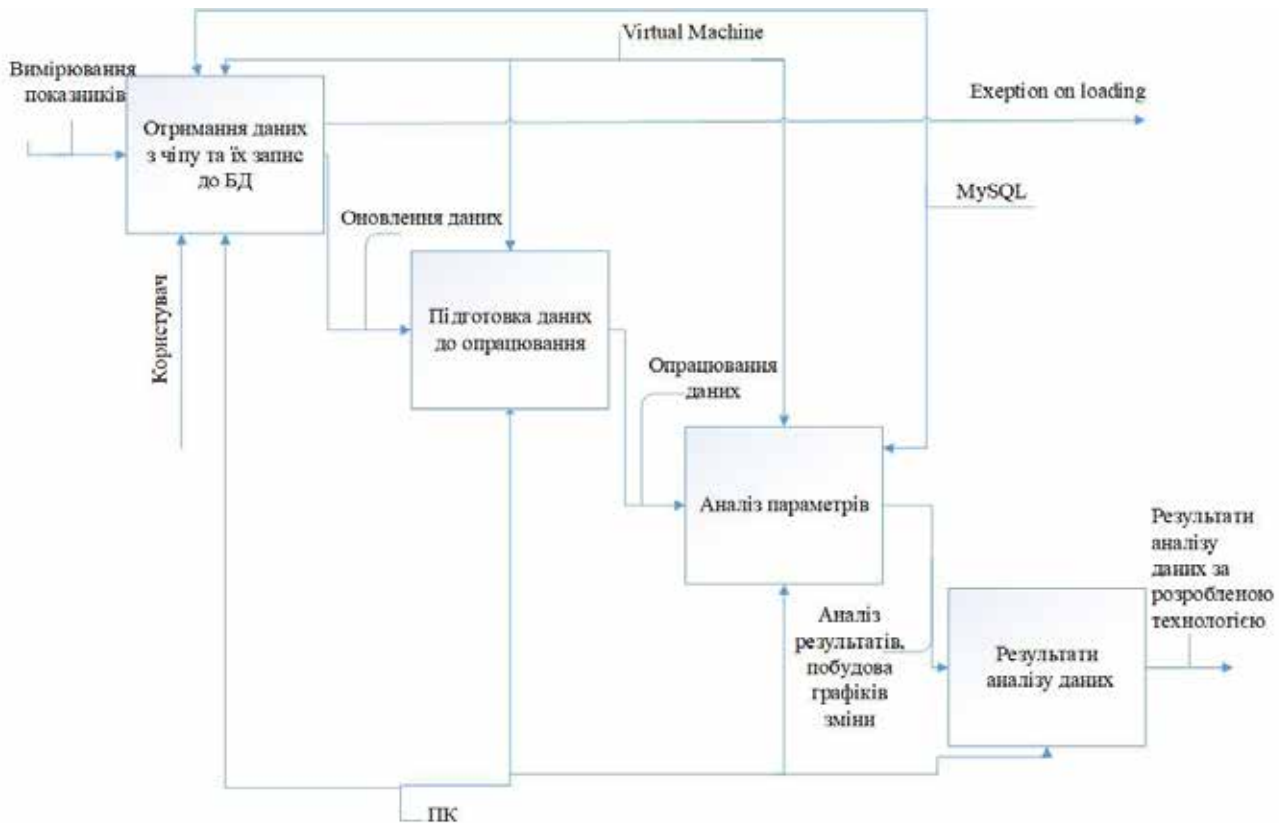 Virtual Machine
Вимірювання
показників
Exeption on loading
Отримання даних
з чіпу та їх запис
до БД
MySQL
Оновлення даних
Користувач
Підготовка даних
до опрацювання
Опрацювання
даних
Аналіз параметрів
Результати
аналізу
даних за
розробленою
технологією
Аналіз
результатів,
побудова
графіків
зміни
Результати
аналізу даних
ПК